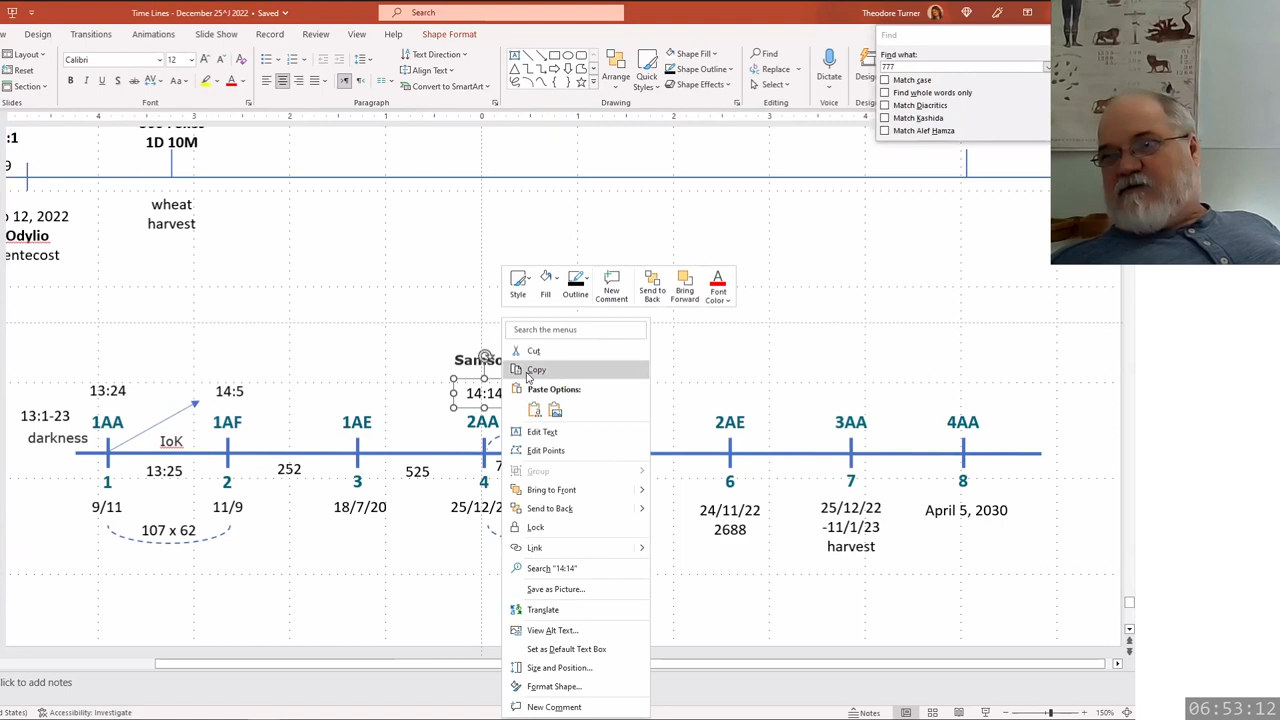 Time Lines - December 25^J 2022 • Saved
Search
Theodore Turner
Design
Transitions
Animations
Slide Show
Record
Review
View
Help
Shape Format
Layout
Reset
Section
Slides
Calibri
12
Font
Paragraph
Text Direction
Align Text
Convert to SmartArt
Drawing
Arrange
Quick
Styles
Shape Fill
Shape Outline
Shape Effects
Editing
Find
Replace
Select
Dictate
Voice
Find
Find what:
777
Match case
Find whole words only
Match Diacritics
Match Kashida
Match Alef Hamza
:1
9
1D 10M
wheat
harvest
12, 2022
Odylio
entecost
Style
Fill
Outline
New
Comment
Send to
Back
Bring
Forward
Font
Color
Search the menus
Cut
Copy
Paste Options:
Edit Text
Edit Points
Group
Bring to Front
Send to Back
Lock
Link
Search "14:14"
Save as Picture...
Translate
View Alt Text...
Set as Default Text Box
Size and Position...
Format Shape...
New Comment
Samso
13:24
14:5
14:14
13:1-23
darkness
1AA
1AF
1AE
2AA
2AE
3AA
4AA
IoK
13:25
252
525
7
1
2
3
4
6
7
8
9/11
11/9
18/7/20
25/12/2
24/11/22
2688
25/12/22
-11/1/23
harvest
April 5, 2030
107 x 62
lick to add notes
States)
Accessibility: Investigate
Notes
150%
06:53:12